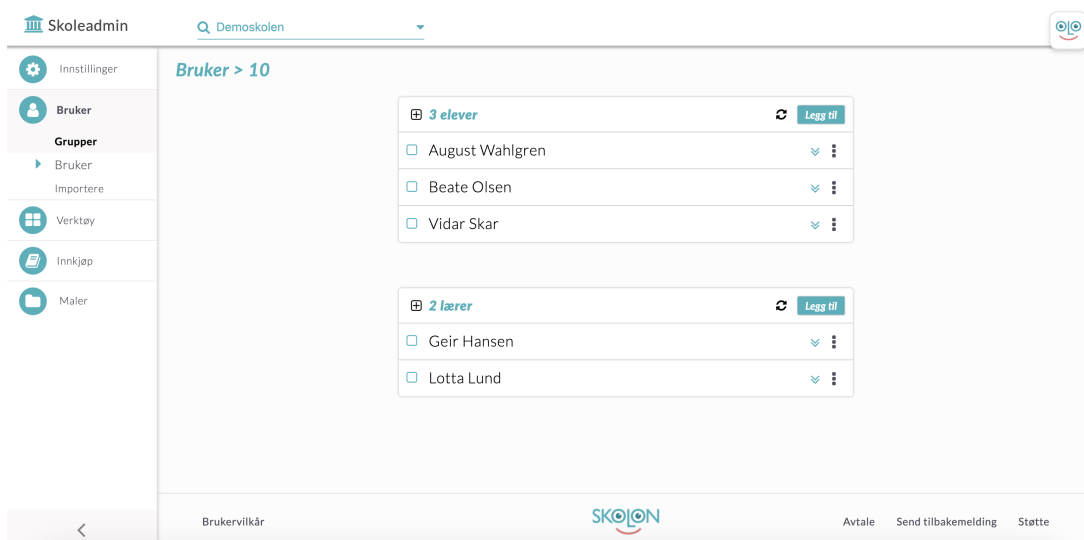 Skoleadmin
Demoskolen
Innstillinger
Bruker
Grupper
Bruker
Importere
Verktøy
Innkjøp
Maler
Bruker > 10
3 elever
Legg til
August Wahlgren
Beate Olsen
Vidar Skar
2 lærer
Legg til
Geir Hansen
Lotta Lund
Brukervilkår
SKOLON
Avtale
Send tilbakemelding
Støtte